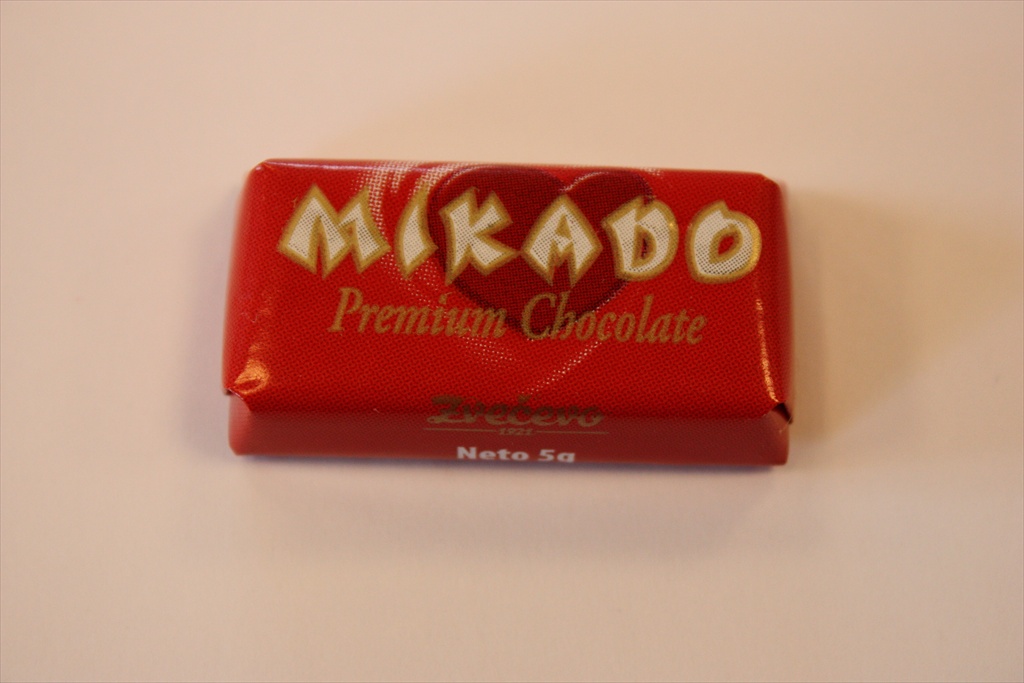 MIKADO
Premium Chocolate
Zvečevo
1921
Neto 5g